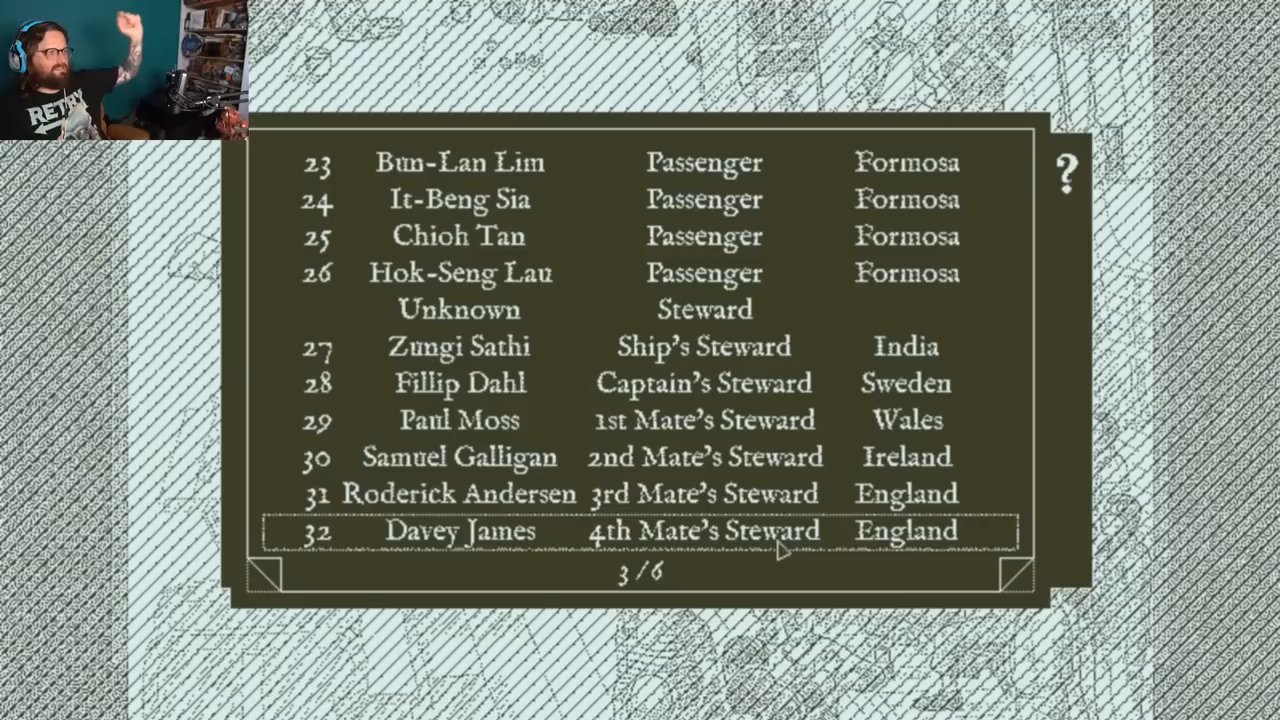 RETRY
23 Bun-Lan Lim Passenger Formosa
24 It-Beng Sia Passenger Formosa
25 Chioh Tan Passenger Formosa
26 Hok-Seng Lau Passenger Formosa
Unknown Steward
27 Zungi Sathi Ship's Steward India
28 Fillip Dahl Captain's Steward Sweden
29 Paul Moss 1st Mate's Steward Wales
30 Samuel Galligan 2nd Mate's Steward Ireland
31 Roderick Andersen 3rd Mate's Steward England
32 Davey James 4th Mate's Steward England
3/6
?